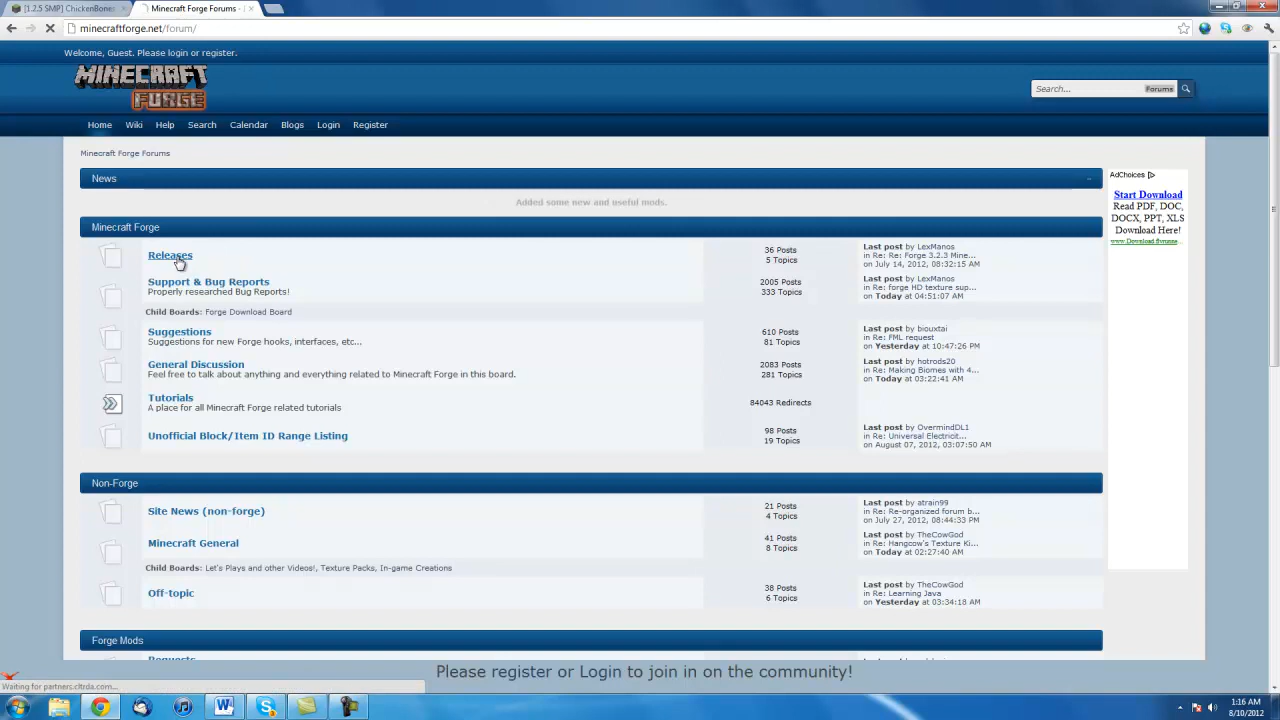 [1.2.5 SMP] ChickenBones
Minecraft Forge Forums -
minecraftforge.net/forum/
Welcome, Guest. Please login or register.
MINECRAFT
FORGE
Search... Forums
Home Wiki Help Search Calendar Blogs Login Register
Minecraft Forge Forums
News
Added some new and useful mods.
AdChoices
Start Download
Read PDF, DOC,
DOCX, PPT, XLS
Download Here!
Minecraft Forge
Releases
36 Posts
5 Topics
Last post by LexManos
in Re: Re: Forge 3.2.3 Mine...
on July 14, 2012, 08:32:15 AM
Support & Bug Reports
Properly researched Bug Reports!
2005 Posts
333 Topics
Last post by LexManos
in Re: forge HD texture sup...
on Today at 04:51:07 AM
Child Boards: Forge Download Board
Suggestions
Suggestions for new Forge hooks, interfaces, etc...
610 Posts
81 Topics
Last post by biouxtai
in Re: FML request
on Yesterday at 10:47:26 PM
General Discussion
Feel free to talk about anything and everything related to Minecraft Forge in this board.
2083 Posts
281 Topics
Last post by hotrods20
in Re: Making Biomes with 4...
on Today at 03:22:41 AM
Tutorials
A place for all Minecraft Forge related tutorials
84043 Redirects
Unofficial Block/Item ID Range Listing
98 Posts
19 Topics
Last post by OvermindDL1
in Re: Universal Electricit...
on August 07, 2012, 03:07:50 AM
Non-Forge
Site News (non-forge)
21 Posts
4 Topics
Last post by atrain99
in Re: Re-organized forum b...
on July 27, 2012, 08:44:33 PM
Minecraft General
41 Posts
8 Topics
Last post by TheCowGod
in Re: Hangcow's Texture Ki...
on Today at 02:27:40 AM
Child Boards: Let's Plays and other Videos!, Texture Packs, In-game Creations
Off-topic
38 Posts
6 Topics
Last post by TheCowGod
in Re: Learning Java
on Yesterday at 03:34:18 AM
Forge Mods
Requests
Please register or Login to join in on the community!
Waiting for partners.cltrda.com...
1:16 AM
8/10/2012